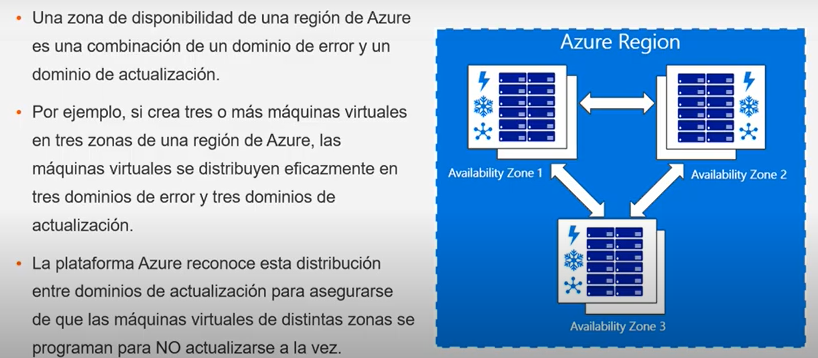 • Una zona de disponibilidad de una región de Azure
es una combinación de un dominio de error y un
dominio de actualización.
• Por ejemplo, si crea tres o más máquinas virtuales
en tres zonas de una región de Azure, las
máquinas virtuales se distribuyen eficazmente en
tres dominios de error y tres dominios de
actualización.
• La plataforma Azure reconoce esta distribución
entre dominios de actualización para asegurarse
de que las máquinas virtuales de distintas zonas se
programan para NO actualizarse a la vez.
Azure Region
Availability Zone 1
Availability Zone 2
Availability Zone 3